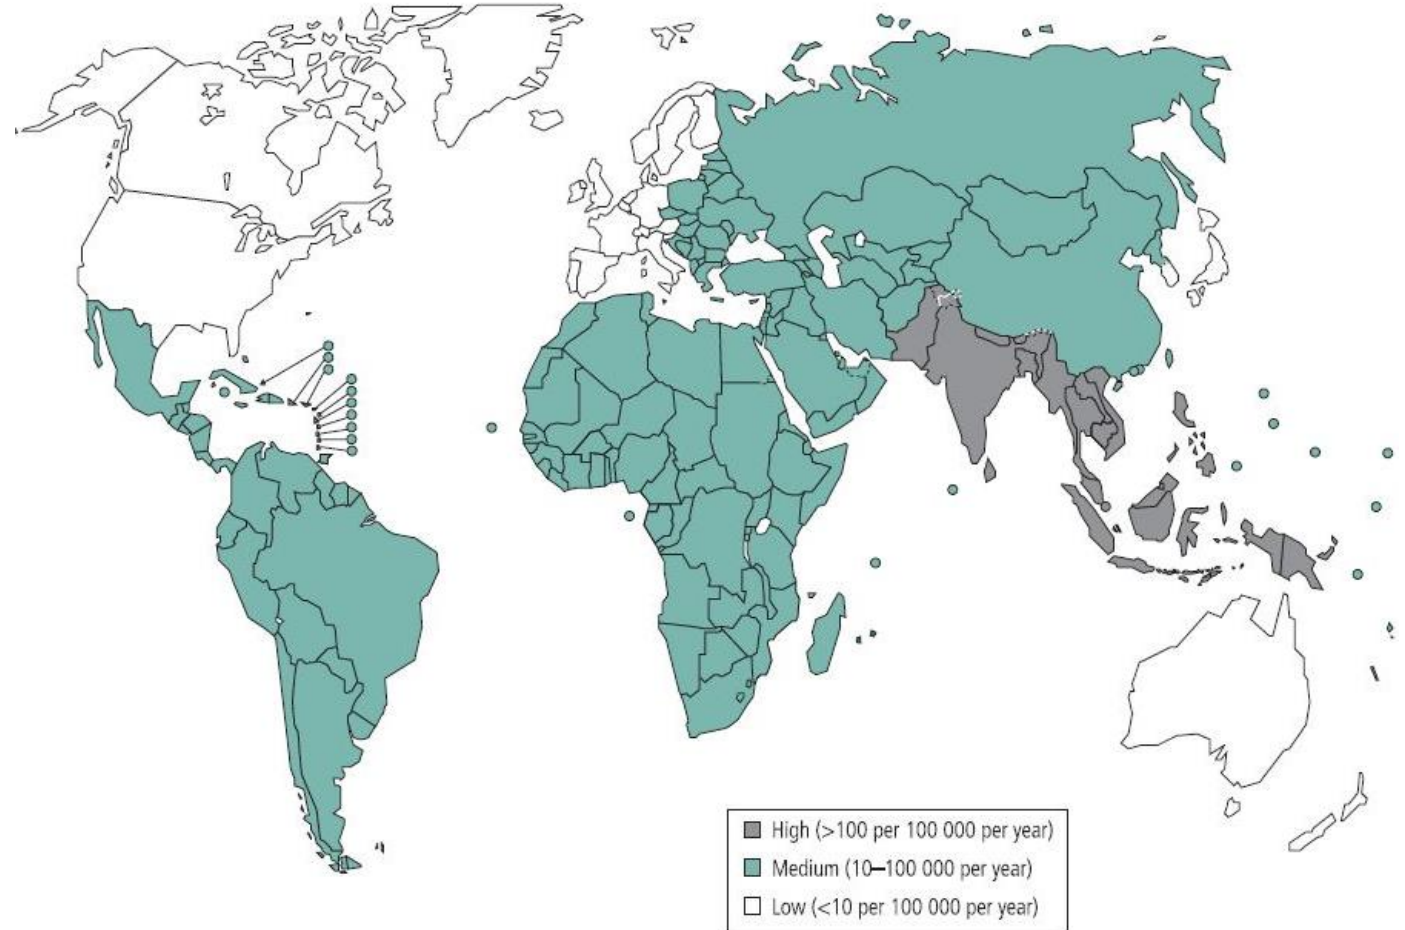 High (>100 per 100 000 per year)
Medium (10–100 000 per year)
Low (<10 per 100 000 per year)